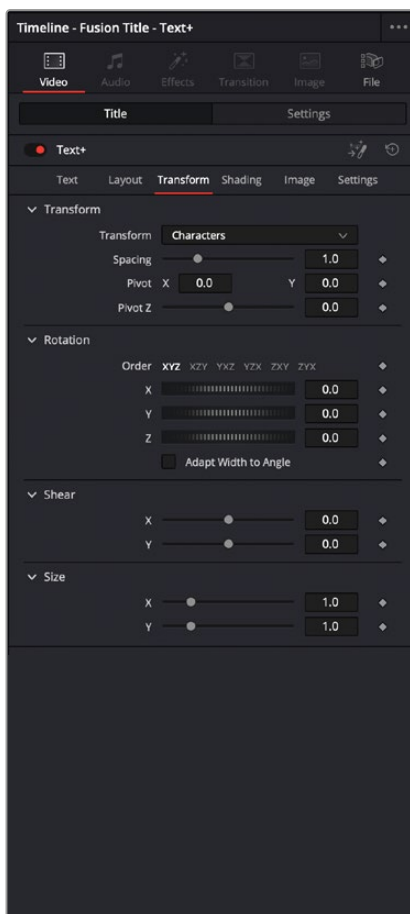 Timeline - Fusion Title - Text+
Video Audio Effects Transition Image File
Title Settings
Text+
Text Layout Transform Shading Image Settings
Transform
Transform Characters
Spacing 1.0
Pivot X 0.0 Y 0.0
Pivot Z 0.0
Rotation
Order XYZ XZY YXZ YZX ZXY ZYX
X 0.0
Y 0.0
Z 0.0
Adapt Width to Angle
Shear
X 0.0
Y 0.0
Size
X 1.0
Y 1.0